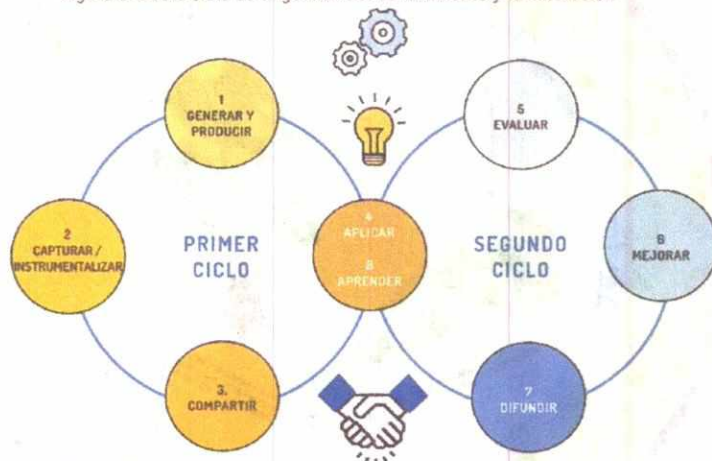 1
GENERAR Y
PRODUCIR
2
CAPTURAR /
INSTRUMENTALIZAR
PRIMER
CICLO
3.
COMPARTIR
4
APLICAR
8
APRENDER
5
EVALUAR
SEGUNDO
CICLO
6
MEJORAR
7
DIFUNDIR